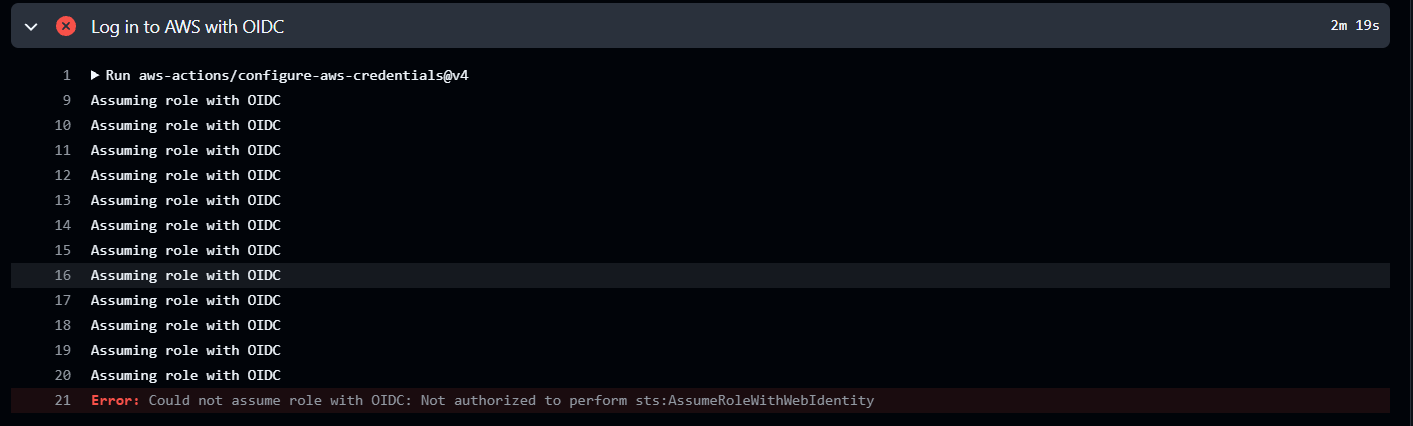 Log in to AWS with OIDC 2m 19s
1 Run aws-actions/configure-aws-credentials@v4
9 Assuming role with OIDC
10 Assuming role with OIDC
11 Assuming role with OIDC
12 Assuming role with OIDC
13 Assuming role with OIDC
14 Assuming role with OIDC
15 Assuming role with OIDC
16 Assuming role with OIDC
17 Assuming role with OIDC
18 Assuming role with OIDC
19 Assuming role with OIDC
20 Assuming role with OIDC
21 Error: Could not assume role with OIDC: Not authorized to perform sts:AssumeRoleWithWebIdentity